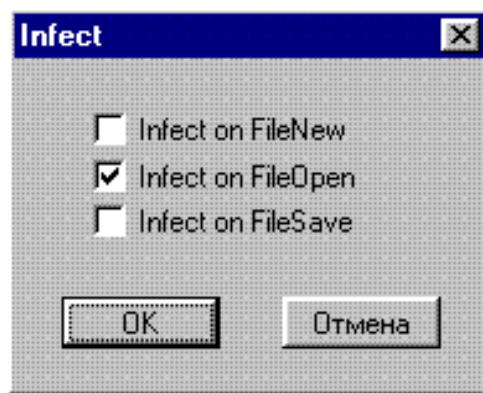 Infect
Infect on FileNew
Infect on FileOpen
Infect on FileSave
OK Отмена